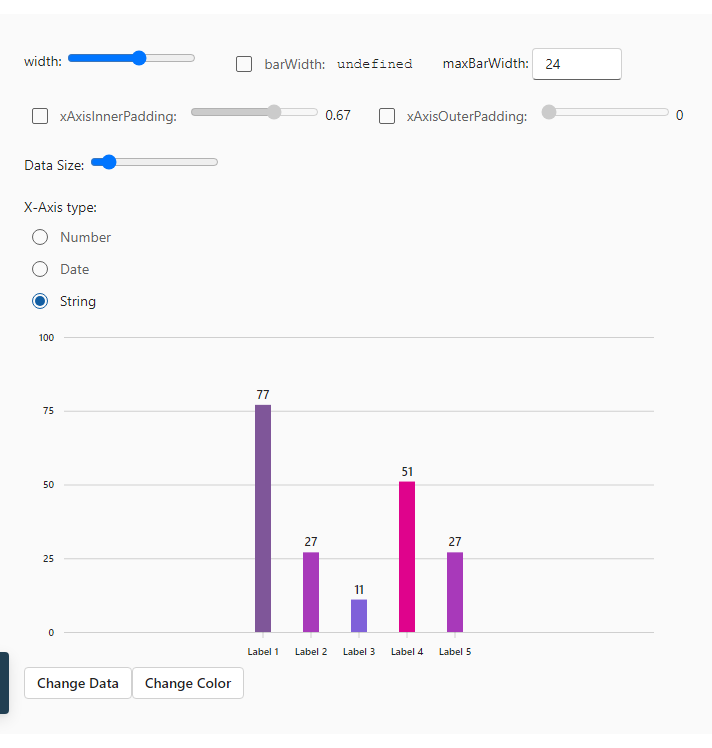 width: barWidth: undefined maxBarWidth: 24
xAxisInnerPadding: 0.67 xAxisOuterPadding: 0
Data Size:
X-Axis type:
Number
Date
String
100
77
75
51
50
27 27
25
11
0
Label 1 Label 2 Label 3 Label 4 Label 5
Change Data Change Color